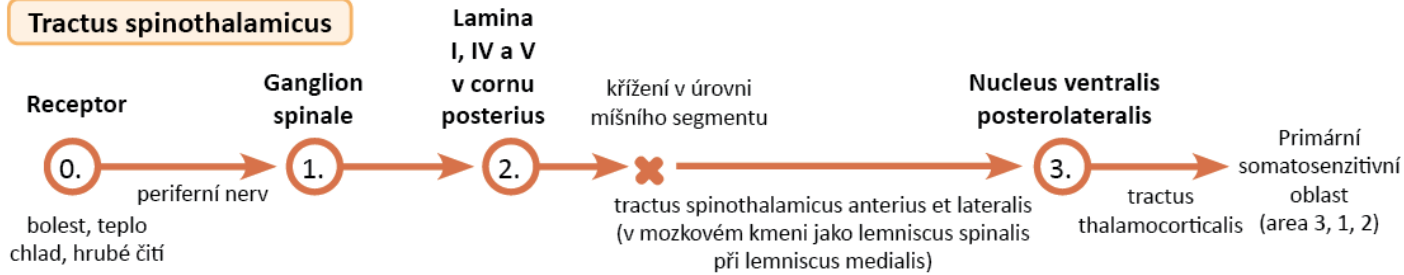 Tractus spinothalamicus
Receptor
0.
bolest, teplo
chlad, hrubé čití
periferní nerv
Ganglion
spinale
1.
Lamina
I, IV a V
v cornu
posterius
2.
křížení v úrovni
míšního segmentu
tractus spinothalamicus anterius et lateralis
(v mozkovém kmeni jako lemniscus spinalis
při lemniscus medialis)
Nucleus ventralis
posterolateralis
3.
tractus
thalamocorticalis
Primární
somatosenzitivní
oblast
(area 3, 1, 2)